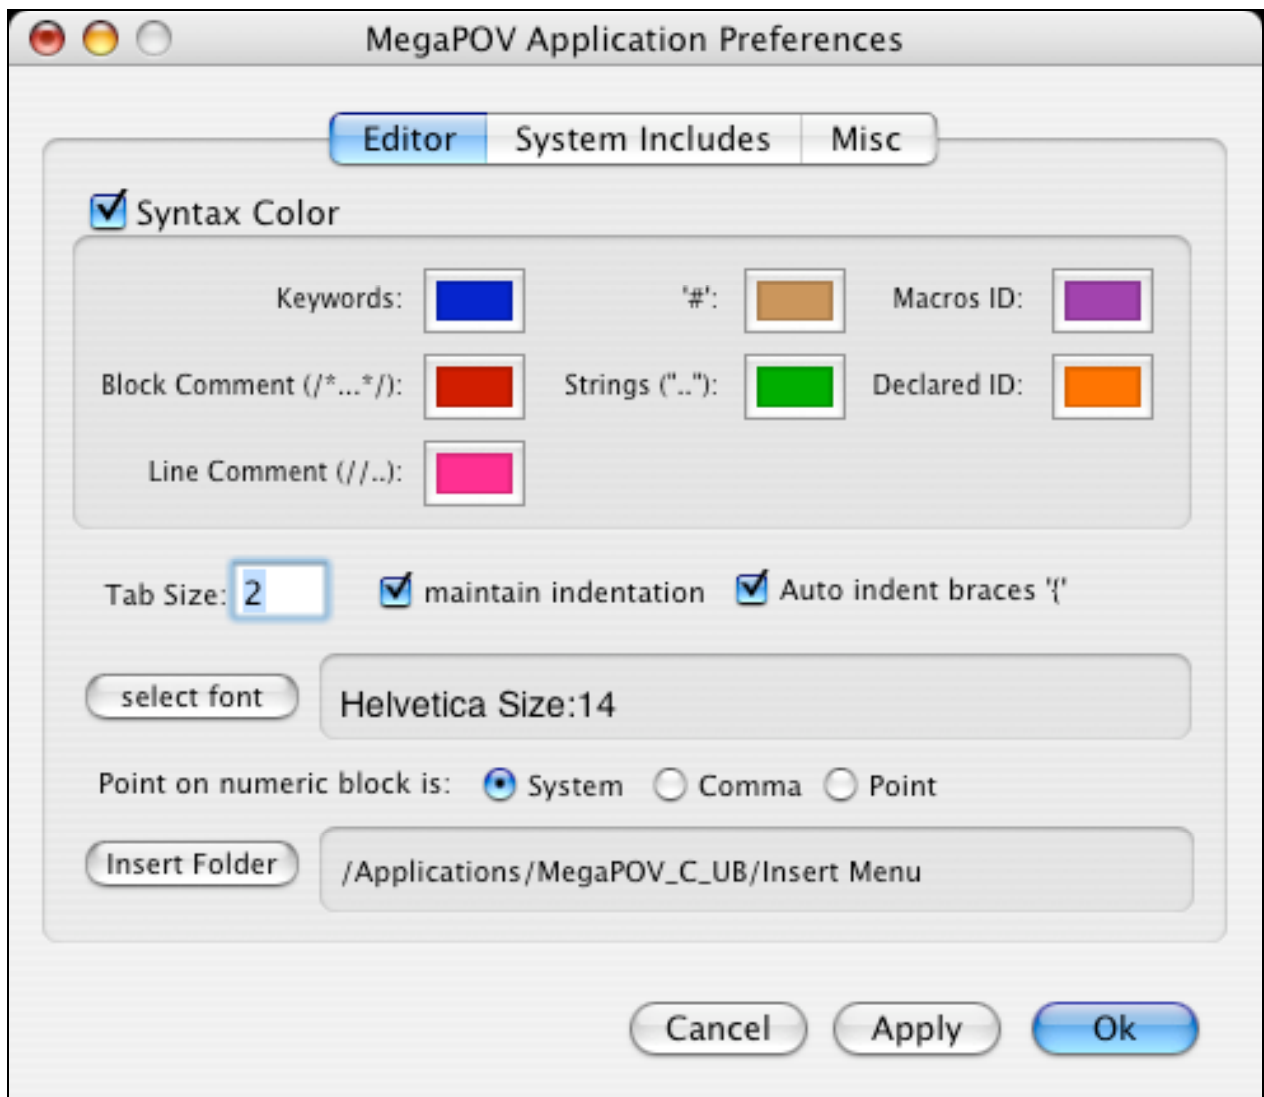 MegaPOV Application Preferences
Editor System Includes Misc
Syntax Color
Keywords: '#': Macros ID:
Block Comment (/*...*/): Strings (".."): Declared ID:
Line Comment (//..):
Tab Size: 2 maintain indentation Auto indent braces '{'
select font Helvetica Size:14
Point on numeric block is: System Comma Point
Insert Folder /Applications/MegaPOV_C_UB/Insert Menu
Cancel Apply Ok